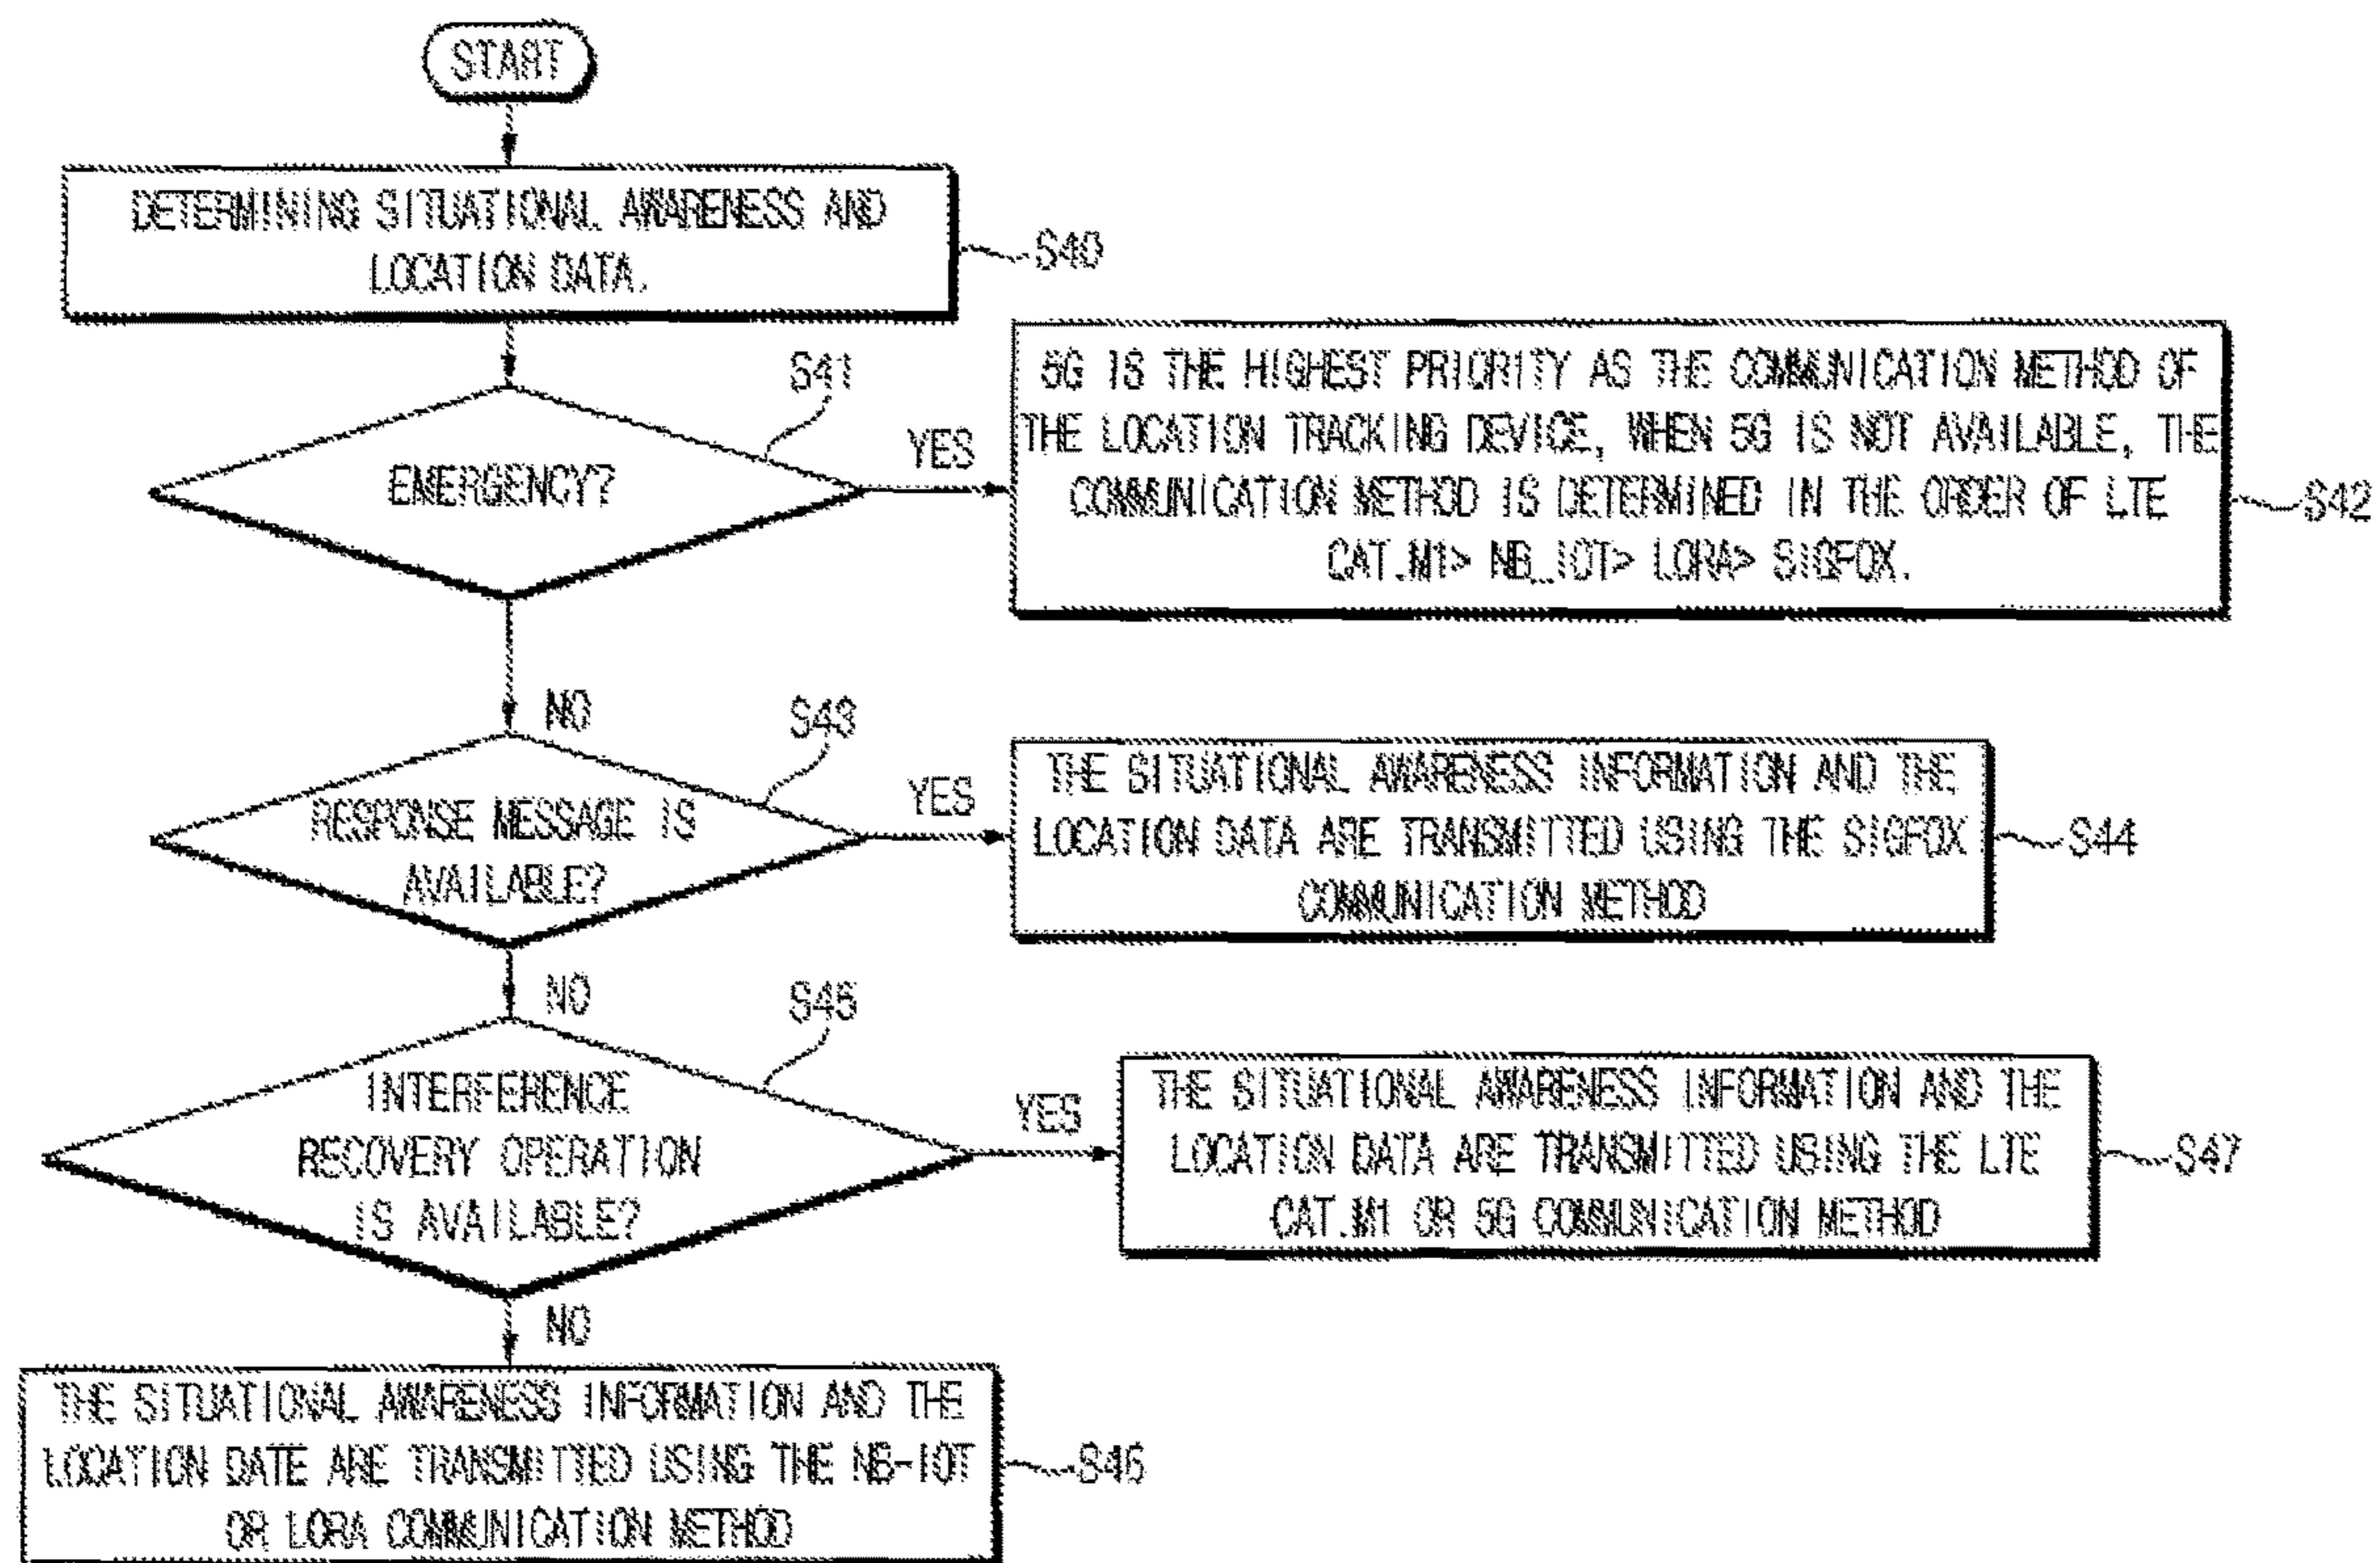 START
DETERMINING SITUATIONAL AWARENESS AND
LOCATION DATA.
S40
S41
EMERGENCY?
YES
5G IS THE HIGHEST PRIORITY AS THE COMMUNICATION METHOD OF
THE LOCATION TRACKING DEVICE, WHEN 5G IS NOT AVAILABLE, THE
COMMUNICATION METHOD IS DETERMINED IN THE ORDER OF LTE
CAT.M1> NB_IOT> LORA> SIGFOX.
S42
NO
S43
RESPONSE MESSAGE IS
AVAILABLE?
YES
THE SITUATIONAL AWARENESS INFORMATION AND THE
LOCATION DATA ARE TRANSMITTED USING THE SIGFOX
COMMUNICATION METHOD
S44
NO
S45
INTERFERENCE
RECOVERY OPERATION
IS AVAILABLE?
YES
THE SITUATIONAL AWARENESS INFORMATION AND THE
LOCATION DATA ARE TRANSMITTED USING THE LTE
CAT.M1 OR 5G COMMUNICATION METHOD
S47
NO
THE SITUATIONAL AWARENESS INFORMATION AND THE
LOCATION DATE ARE TRANSMITTED USING THE NB-IOT
OR LORA COMMUNICATION METHOD
S46